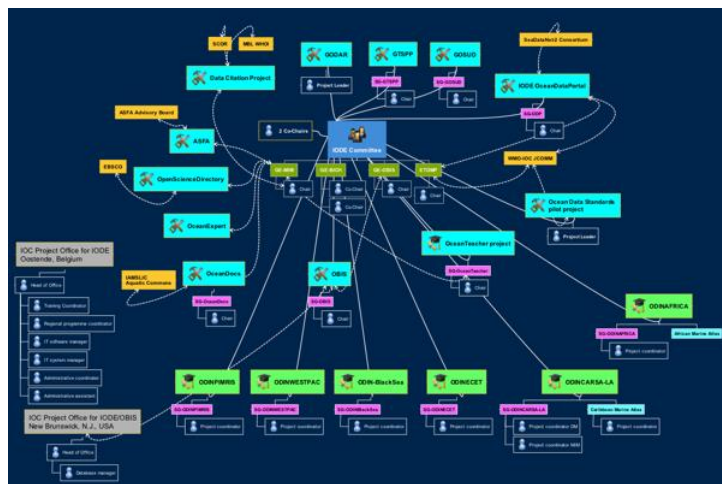 SCOR
MBL WHOI
Data Citation Project
GODAR
Project Leader
GTSPP
SG-GTSPP
Chair
GOSUD
SG-GOSUD
Chair
SeaDataNet2 Consortium
IODE OceanDataPortal
SG-ODP
Chair
ASFA Advisory Board
ASFA
2 Co-Chairs
IODE Committee
EBSCO
OpenScienceDirectory
Chair
Co-Chair
Co-Chair
Chair
ETDMP
Chair
WMO-IOC JCOMM
Ocean Data Standards
pilot project
Project Leader
OceanExpert
OceanTeacher project
SG-OceanTeacher
Chair
IOC Project Office for IODE
Oostende, Belgium
Head of Office
Training Coordinator
Regional programme coordinator
IT software manager
IT system manager
Administrative coordinator
Administrative assistant
IAMSLIC
Aquatic Commons
OceanDocs
SG-OceanDocs
Chair
OBIS
SG-OBIS
Chair
ODINAFRICA
SG-ODINAFRICA
African Marine Atlas
Project coordinator
ODINPIMRIS
SG-ODINPIMRIS
Project coordinator
ODINWESTPAC
SG-ODINWESTPAC
Project coordinator
ODIN-BlackSea
SG-ODINBlackSea
Project coordinator
ODINECET
SG-ODINECET
Project coordinator
ODINCARSA-LA
SG-ODINCARSA-LA
Caribbean Marine Atlas
Project coordinator DM
Project coordinator
IOC Project Office for IODE/OBIS
New Brunswick, N.J., USA
Head of Office
Database manager